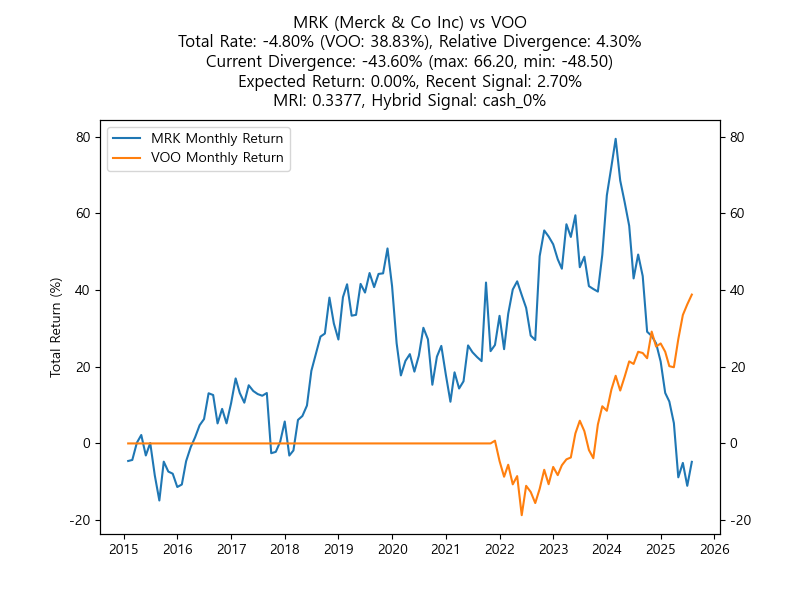 MRK (Merck & Co Inc) vs VOO
Total Rate: -4.80% (VOO: 38.83%), Relative Divergence: 4.30%
Current Divergence: -43.60% (max: 66.20, min: -48.50)
Expected Return: 0.00%, Recent Signal: 2.70%
MRI: 0.3377, Hybrid Signal: cash_0%
MRK Monthly Return
VOO Monthly Return
Total Return (%)
80
60
40
20
0
-20
80
60
40
20
0
-20
2015 2016 2017 2018 2019 2020 2021 2022 2023 2024 2025 2026